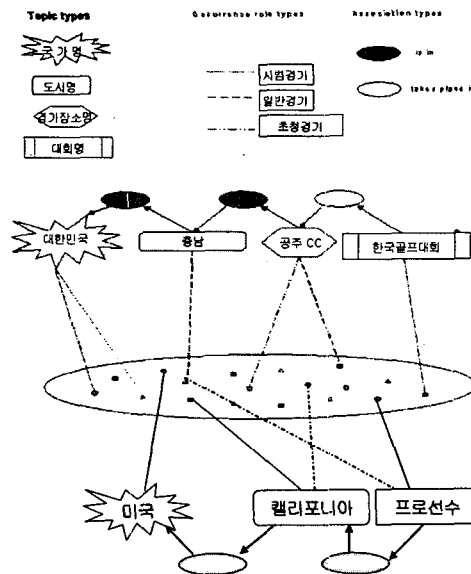 Topic types
Occurrence role types
Association types
국가명
도시명
경기장소명
대회명
시범경기
일반경기
초청경기
is in
takes place in
대한민국
충남
공주 CC
한국골프대회
미국
캘리포니아
프로선수